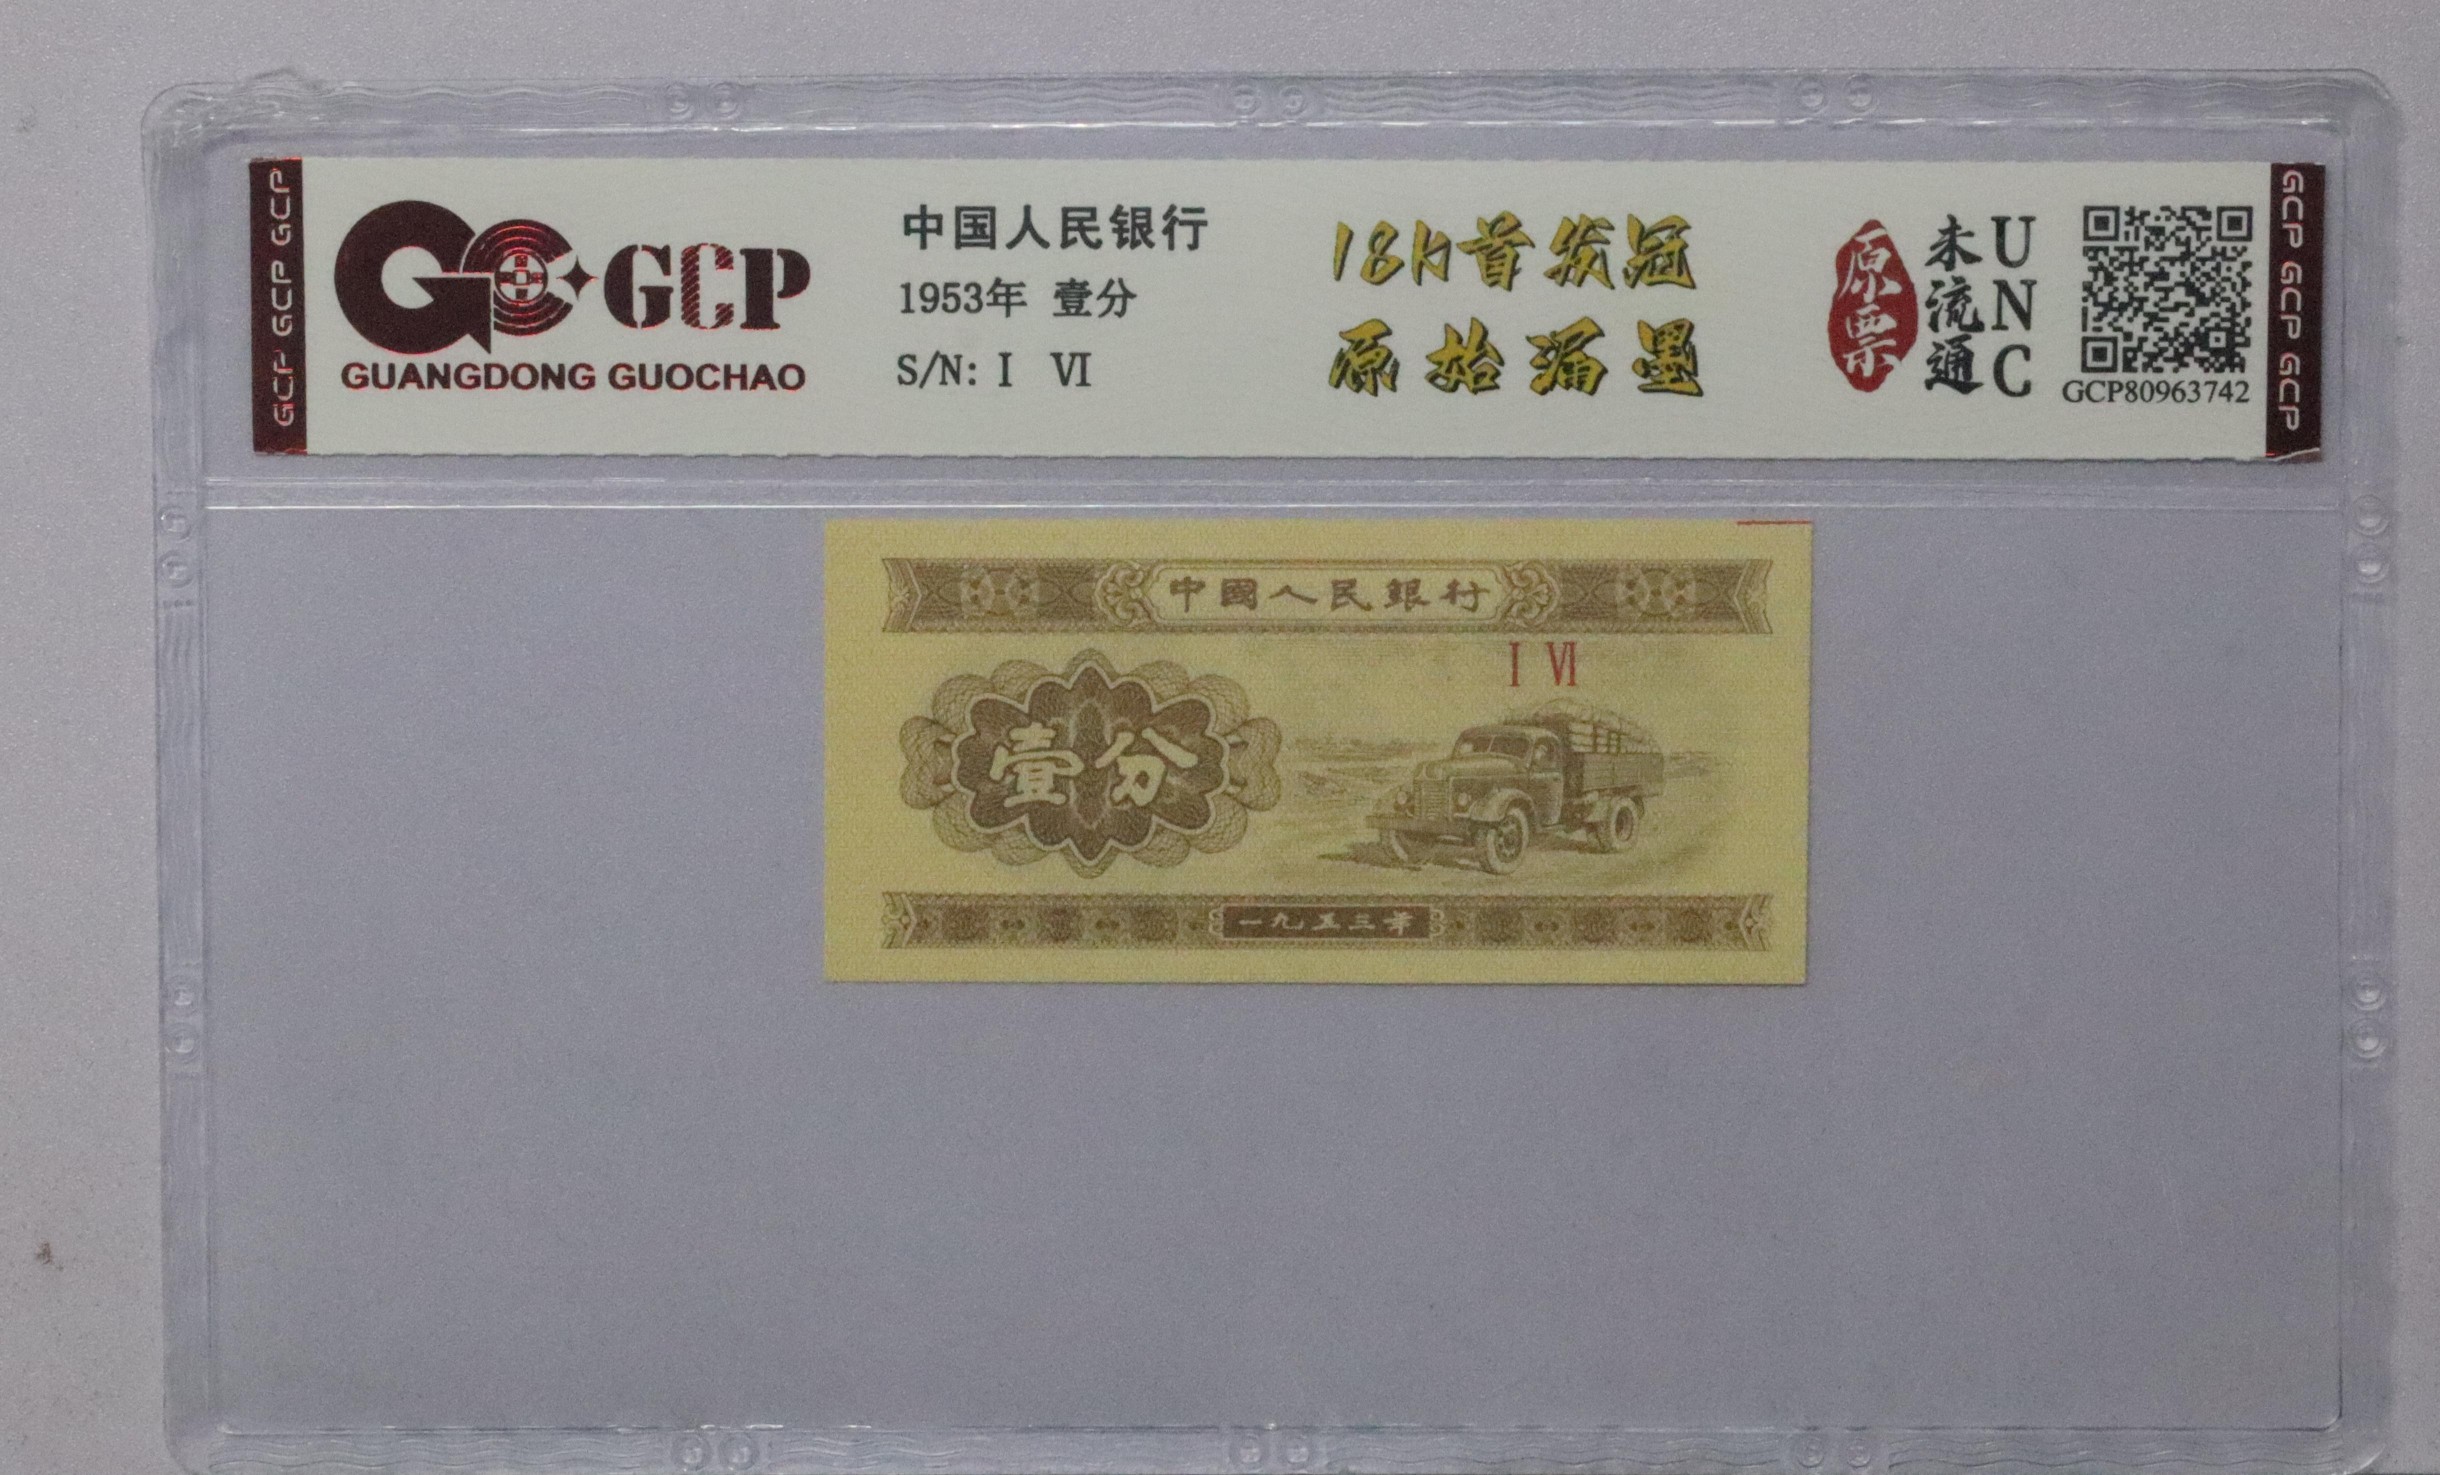 GCP GCP GCP
GCP
GUANGDONG GUOCHAO
中国人民银行
1953年 壹分
S/N: I VI
18K首发冠
原始漏墨
原票
未流通
UNC
GCP80963742
GCP GCP GCP
中國人民銀行
I VI
壹分
一九五三年